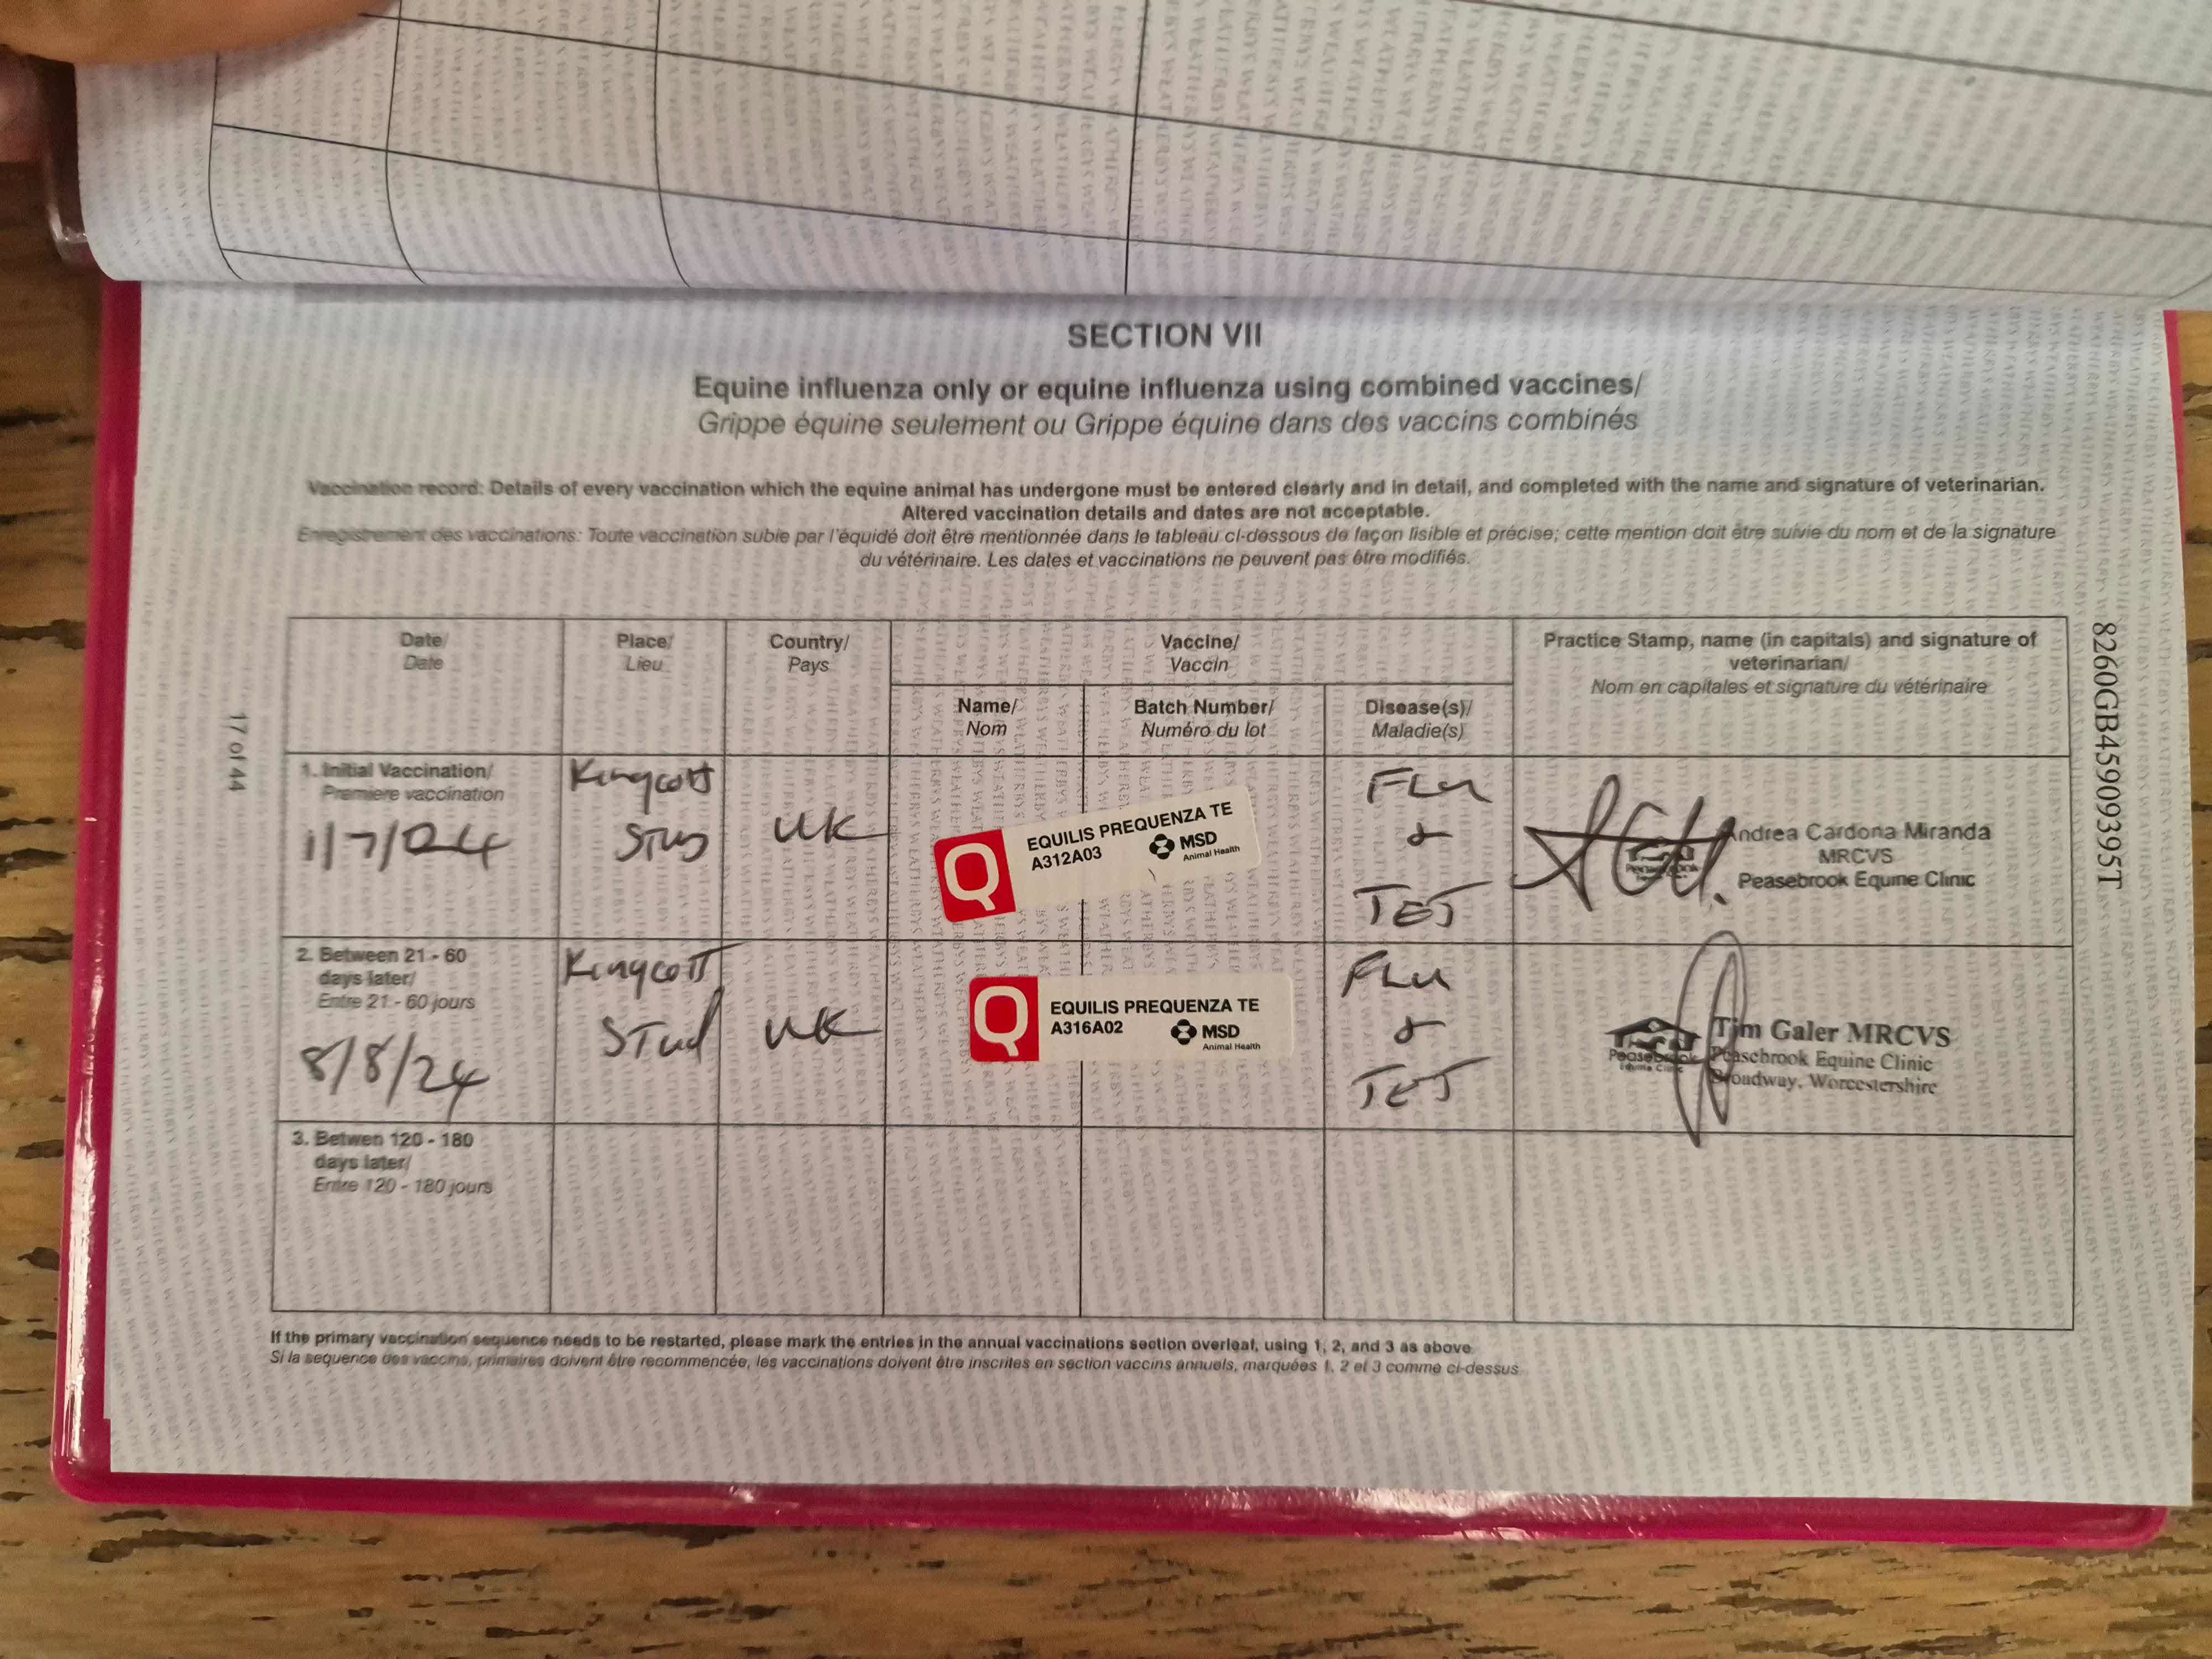 SECTION VII
Equine influenza only or equine influenza using combined vaccines/
Grippe équine seulement ou Grippe équine dans des vaccins combinés
Vaccination record: Details of every vaccination which the equine animal has undergone must be entered clearly and in detail, and completed with the name and signature of veterinarian.
Altered vaccination details and dates are not acceptable.
Enregistrement des vaccinations: Toute vaccination subie par l'équidé doit être mentionnée dans le tableau ci-dessous de façon lisible et précise; cette mention doit être suivie du nom et de la signature
du vétérinaire. Les dates et vaccinations ne peuvent pas être modifiés.
Date/
Date
Place/
Lieu
Country/
Pays
Vaccine/
Vaccin
Name/
Nom
Batch Number/
Numéro du lot
Disease(s)/
Maladie(s)
Practice Stamp, name (in capitals) and signature of
veterinarian/
Nom en capitales et signature du vétérinaire
1. Initial Vaccination/
Premiere vaccination
1/7/024
Kingcott
Stud
UK
EQUILIS PREQUENZA TE
A312A03
MSD
Animal Health
Flu
&
TET
Andrea Cardona Miranda
MRCVS
Peasebrook Equine Clinic
2. Between 21 - 60
days later/
Entre 21 - 60 jours
8/8/24
Kingcott
Stud
UK
EQUILIS PREQUENZA TE
A316A02
MSD
Animal Health
Flu
&
TET
Peasebrook
Equine Clinic
Tim Galer MRCVS
Peasebrook Equine Clinic
Broadway, Worcestershire
3. Betwen 120 - 180
days later/
Entre 120 - 180 jours
If the primary vaccination sequence needs to be restarted, please mark the entries in the annual vaccinations section overleaf, using 1, 2, and 3 as above
Si la sequence des vaccins, primaires doivent être recommencée, les vaccinations doivent être inscrites en section vaccins annuels, marquées 1, 2 et 3 comme ci-dessus
17 of 44
8260GB45909395T